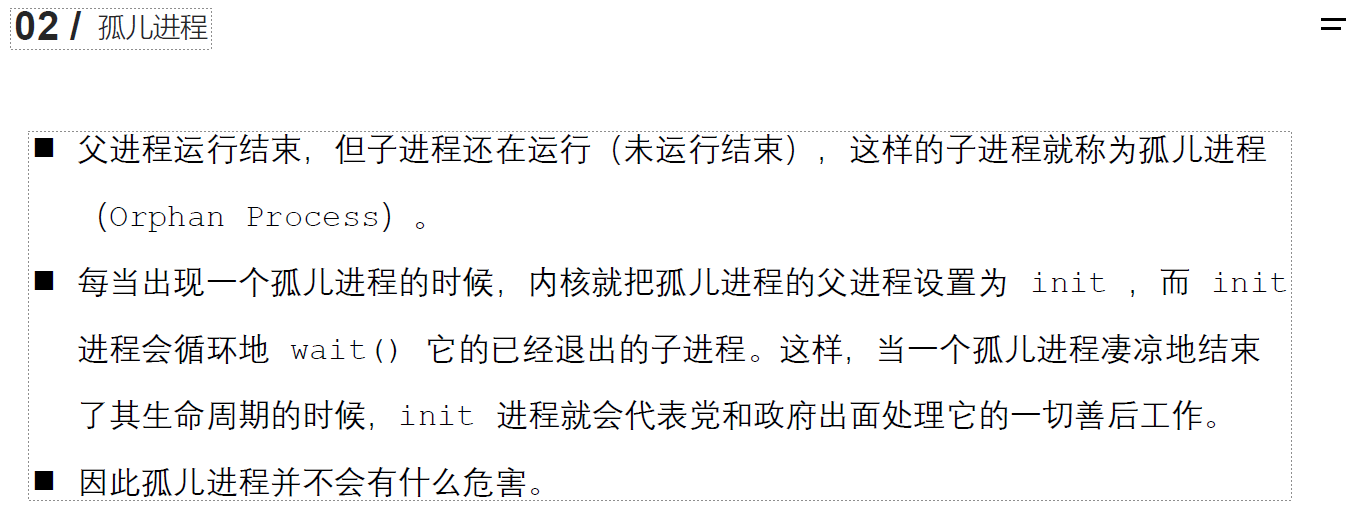 02 / 孤儿进程
■ 父进程运行结束，但子进程还在运行（未运行结束），这样的子进程就称为孤儿进程
（Orphan Process）。
■ 每当出现一个孤儿进程的时候，内核就把孤儿进程的父进程设置为 init ，而 init
进程会循环地 wait() 它的已经退出的子进程。这样，当一个孤儿进程凄凉地结束
了其生命周期的时候，init 进程就会代表党和政府出面处理它的一切善后工作。
■ 因此孤儿进程并不会有什么危害。